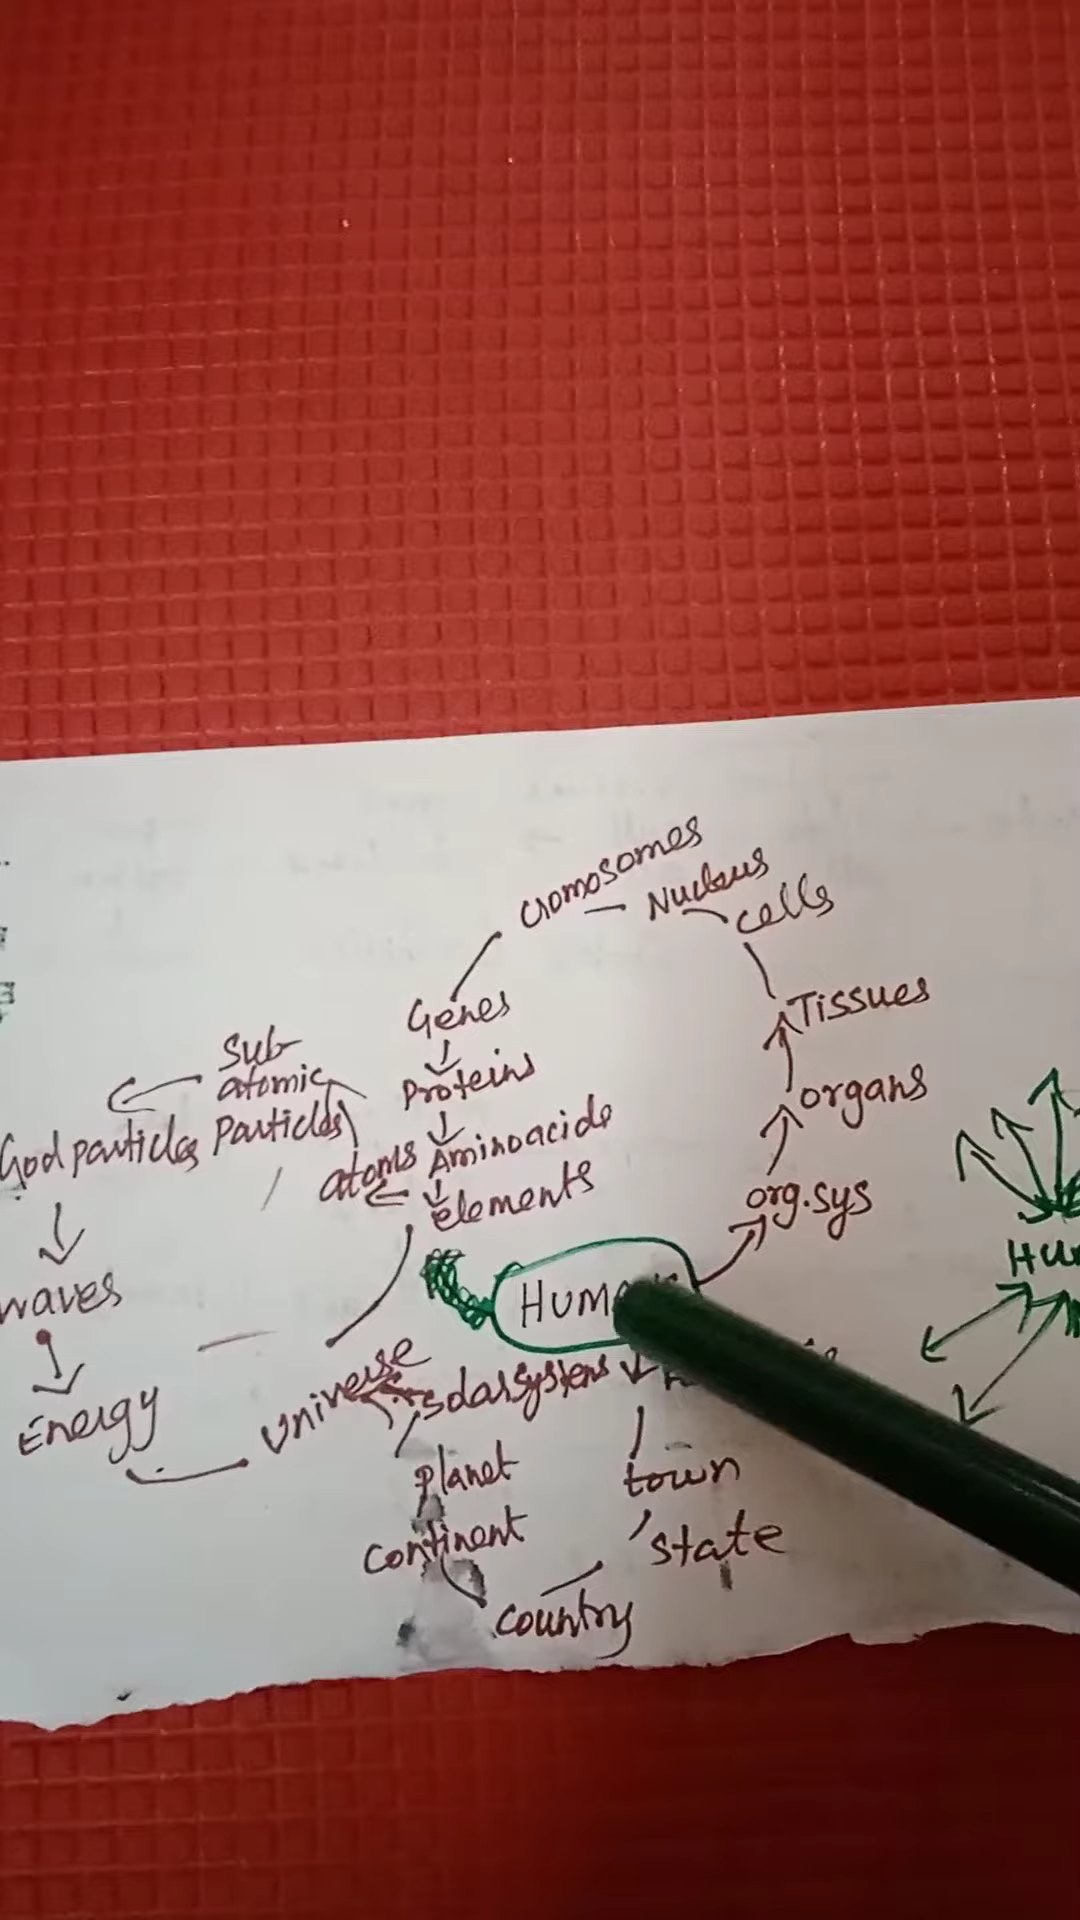 Cromosomes
Nucleus
cells
Tissues
Genes
Sub-
atomic
Particles
Proteins
organs
God particles
Aminoacids
atoms
elements
org.sys
waves
Universe
Solarsystems
Energy
planet
town
continent
state
country